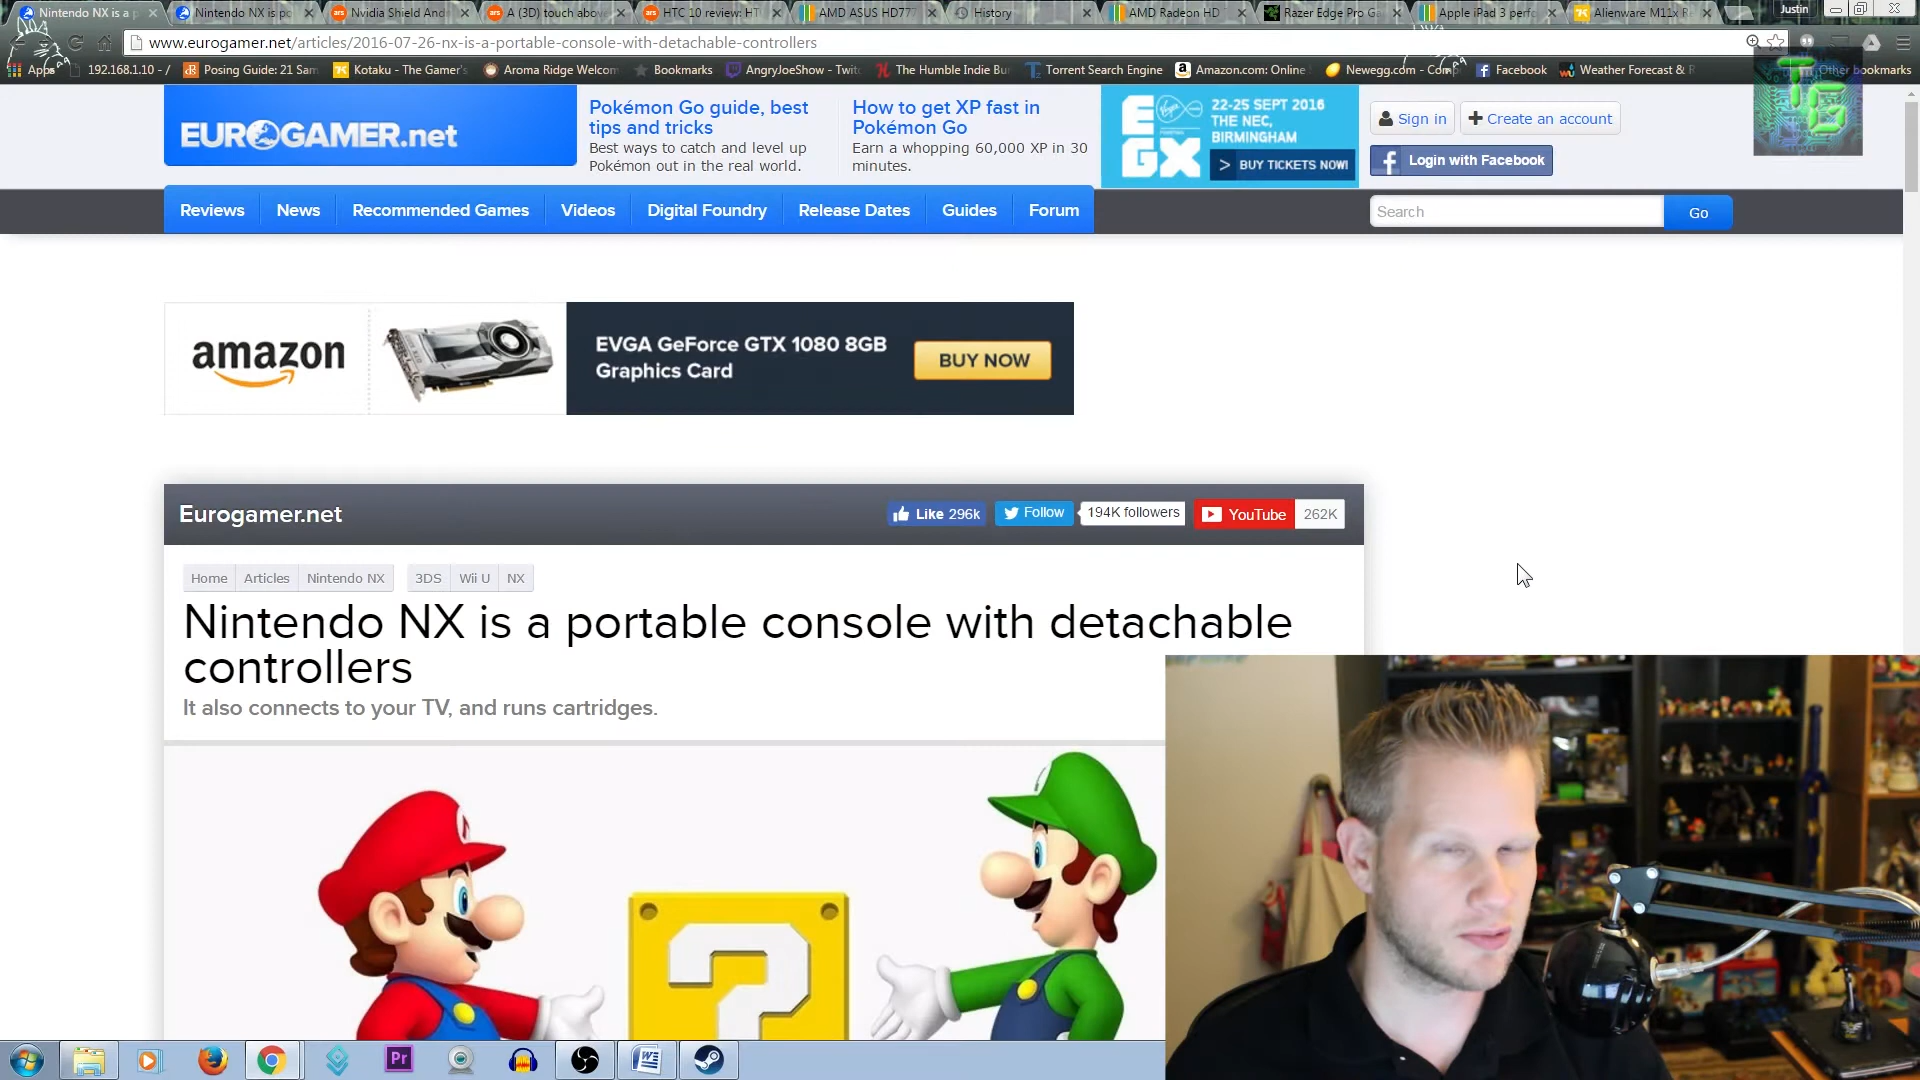 Nintendo NX is a p
Nintendo NX is po
Nvidia Shield And
A (3D) touch abov
HTC 10 review: HT
AMD ASUS HD777
History
AMD Radeon HD 7
Razer Edge Pro Ga
Apple iPad 3 perfo
Alienware M11x R
Justin
www.eurogamer.net/articles/2016-07-26-nx-is-a-portable-console-with-detachable-controllers
Apps
192.168.1.10 - /
Posing Guide: 21 Sam
Kotaku - The Gamer's
Aroma Ridge Welcom
Bookmarks
AngryJoeShow - Twitc
The Humble Indie Bu
Torrent Search Engine
Amazon.com: Online
Newegg.com - Comp
Facebook
Weather Forecast & R
Other bookmarks
TG
EUROGAMER.net
Pokémon Go guide, best
tips and tricks
Best ways to catch and level up
Pokémon out in the real world.
How to get XP fast in
Pokémon Go
Earn a whopping 60,000 XP in 30
minutes.
EGX
22-25 SEPT 2016
THE NEC,
BIRMINGHAM
> BUY TICKETS NOW!
Sign in
Create an account
Login with Facebook
Reviews
News
Recommended Games
Videos
Digital Foundry
Release Dates
Guides
Forum
Search
Go
amazon
EVGA GeForce GTX 1080 8GB
Graphics Card
BUY NOW
Eurogamer.net
Like 296k
Follow
194K followers
YouTube
262K
Home
Articles
Nintendo NX
3DS
Wii U
NX
Nintendo NX is a portable console with detachable
controllers
It also connects to your TV, and runs cartridges.
M
?
Pr
W